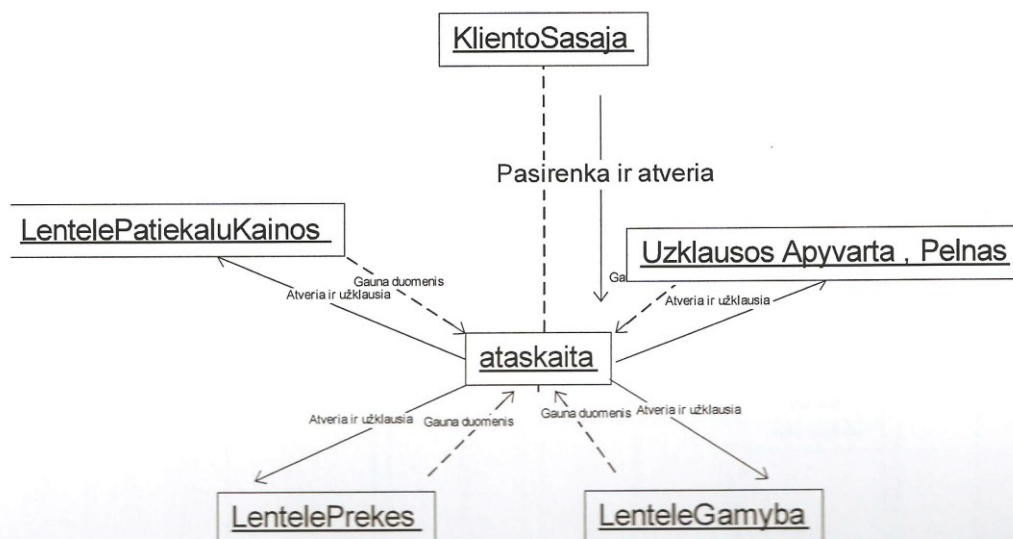 KlientoSasaja
Pasirenka ir atveria
LentelePatiekaluKainos
Uzklausos Apyvarta , Pelnas
Gauna duomenis
Atveria ir užklausia
Ga
Atveria ir užklausia
ataskaita
Atveria ir užklausia
Gauna duomenis
Gauna duomenis
Atveria ir užklausia
LentelePrekes
LenteleGamyba